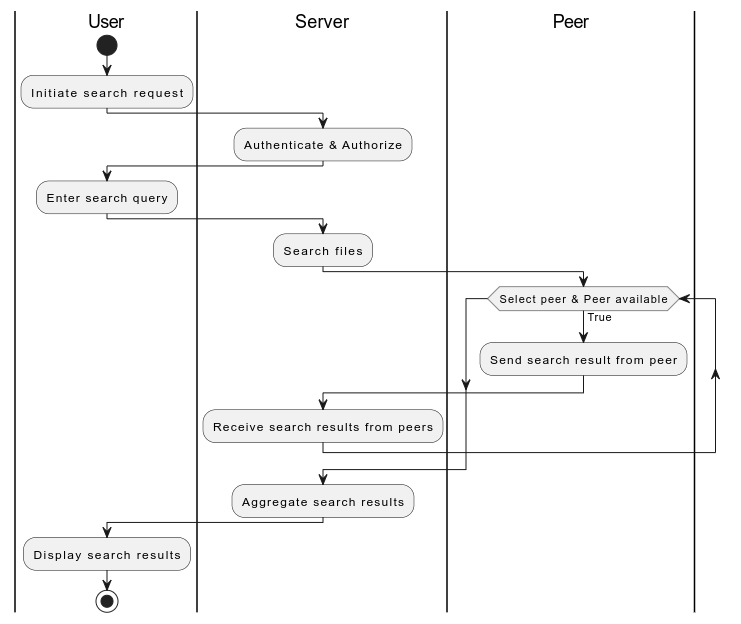 User
Server
Peer
Initiate search request
Authenticate & Authorize
Enter search query
Search files
Select peer & Peer available
True
Send search result from peer
Receive search results from peers
Aggregate search results
Display search results